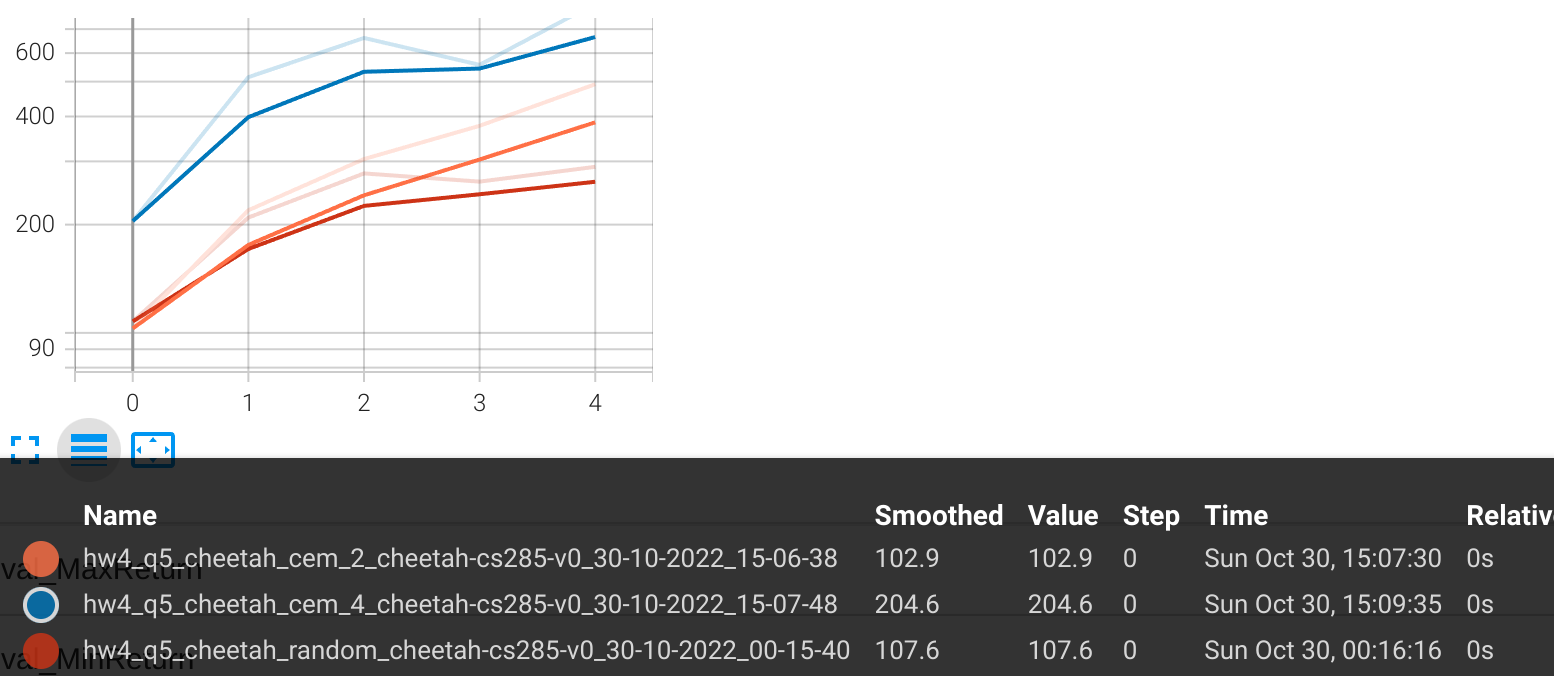 600
400
200
90
0 1 2 3 4
Name Smoothed Value Step Time Relativ
hw4_q5_cheetah_cem_2_cheetah-cs285-v0_30-10-2022_15-06-38 102.9 102.9 0 Sun Oct 30, 15:07:30 0s
val_MaxReturn
hw4_q5_cheetah_cem_4_cheetah-cs285-v0_30-10-2022_15-07-48 204.6 204.6 0 Sun Oct 30, 15:09:35 0s
hw4_q5_cheetah_random_cheetah-cs285-v0_30-10-2022_00-15-40 107.6 107.6 0 Sun Oct 30, 00:16:16 0s
val_MinReturn